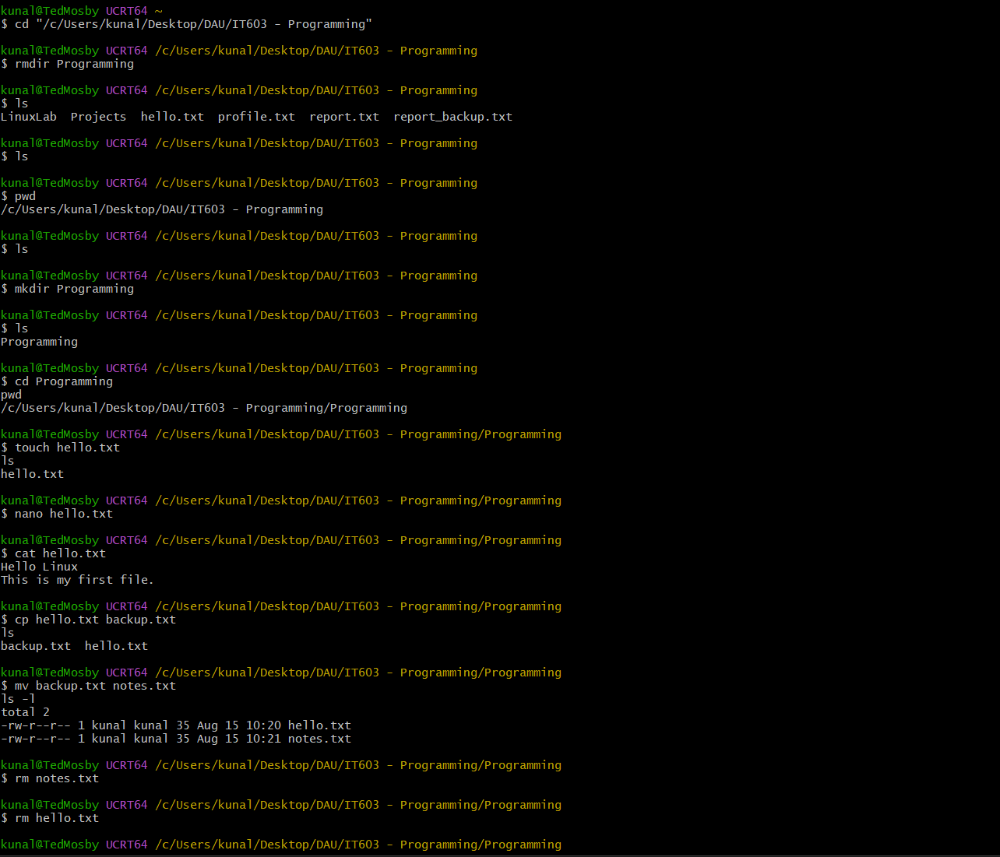 kunal@TedMosby UCRT64 ~
$ cd "/c/Users/kunal/Desktop/DAU/IT603 - Programming"
kunal@TedMosby UCRT64 /c/Users/kunal/Desktop/DAU/IT603 - Programming
$ rmdir Programming
kunal@TedMosby UCRT64 /c/Users/kunal/Desktop/DAU/IT603 - Programming
$ ls
LinuxLab  Projects  hello.txt  profile.txt  report.txt  report_backup.txt
kunal@TedMosby UCRT64 /c/Users/kunal/Desktop/DAU/IT603 - Programming
$ ls
kunal@TedMosby UCRT64 /c/Users/kunal/Desktop/DAU/IT603 - Programming
$ pwd
/c/Users/kunal/Desktop/DAU/IT603 - Programming
kunal@TedMosby UCRT64 /c/Users/kunal/Desktop/DAU/IT603 - Programming
$ ls
kunal@TedMosby UCRT64 /c/Users/kunal/Desktop/DAU/IT603 - Programming
$ mkdir Programming
kunal@TedMosby UCRT64 /c/Users/kunal/Desktop/DAU/IT603 - Programming
$ ls
Programming
kunal@TedMosby UCRT64 /c/Users/kunal/Desktop/DAU/IT603 - Programming
$ cd Programming
pwd
/c/Users/kunal/Desktop/DAU/IT603 - Programming/Programming
kunal@TedMosby UCRT64 /c/Users/kunal/Desktop/DAU/IT603 - Programming/Programming
$ touch hello.txt
ls
hello.txt
kunal@TedMosby UCRT64 /c/Users/kunal/Desktop/DAU/IT603 - Programming/Programming
$ nano hello.txt
kunal@TedMosby UCRT64 /c/Users/kunal/Desktop/DAU/IT603 - Programming/Programming
$ cat hello.txt
Hello Linux
This is my first file.
kunal@TedMosby UCRT64 /c/Users/kunal/Desktop/DAU/IT603 - Programming/Programming
$ cp hello.txt backup.txt
ls
backup.txt  hello.txt
kunal@TedMosby UCRT64 /c/Users/kunal/Desktop/DAU/IT603 - Programming/Programming
$ mv backup.txt notes.txt
ls -l
total 2
-rw-r--r-- 1 kunal kunal 35 Aug 15 10:20 hello.txt
-rw-r--r-- 1 kunal kunal 35 Aug 15 10:21 notes.txt
kunal@TedMosby UCRT64 /c/Users/kunal/Desktop/DAU/IT603 - Programming/Programming
$ rm notes.txt
kunal@TedMosby UCRT64 /c/Users/kunal/Desktop/DAU/IT603 - Programming/Programming
$ rm hello.txt
kunal@TedMosby UCRT64 /c/Users/kunal/Desktop/DAU/IT603 - Programming/Programming